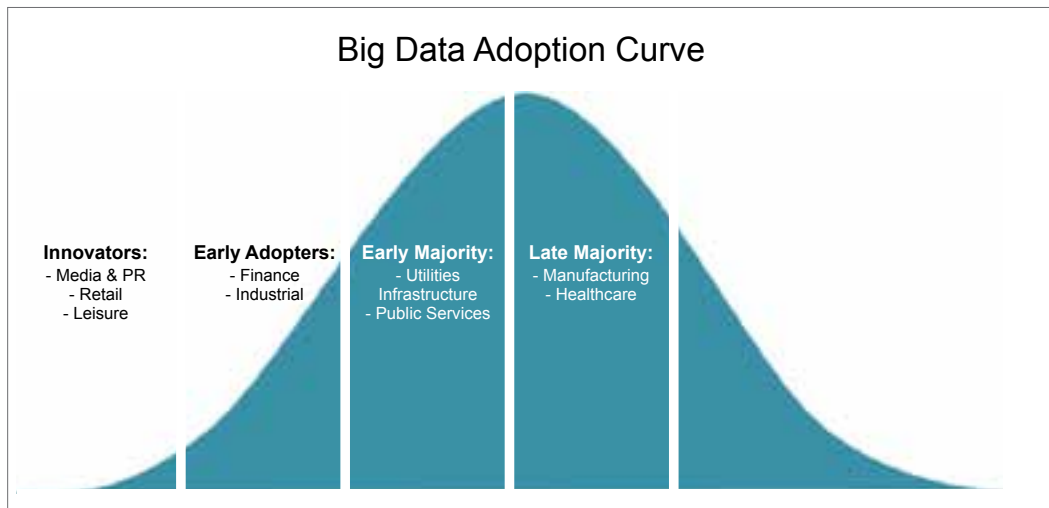 Big Data Adoption Curve
Innovators:
- Media & PR
- Retail
- Leisure
Early Adopters:
- Finance
- Industrial
Early Majority:
- Utilities
Infrastructure
- Public Services
Late Majority:
- Manufacturing
- Healthcare